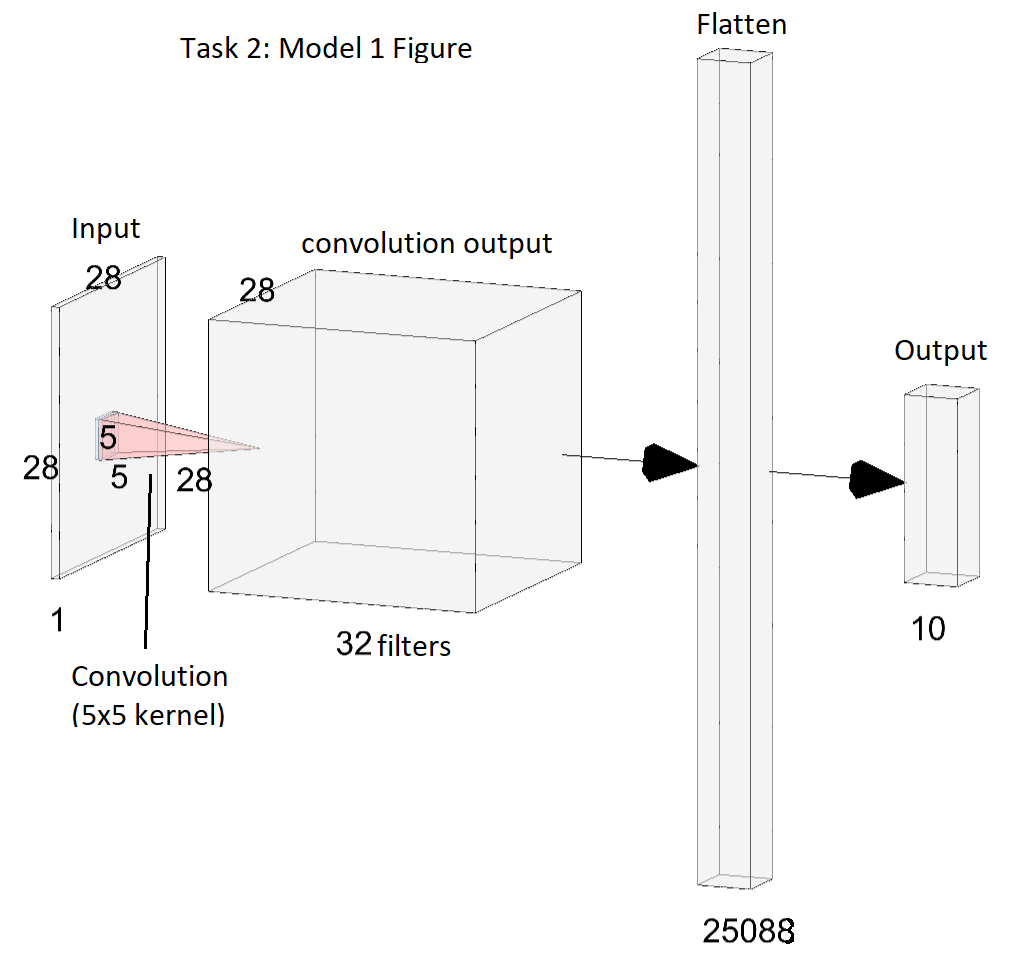 Flatten
Task 2: Model 1 Figure
Input
convolution output
28
28
Output
5
28
5
28
1
32 filters
10
Convolution
(5x5 kernel)
25088